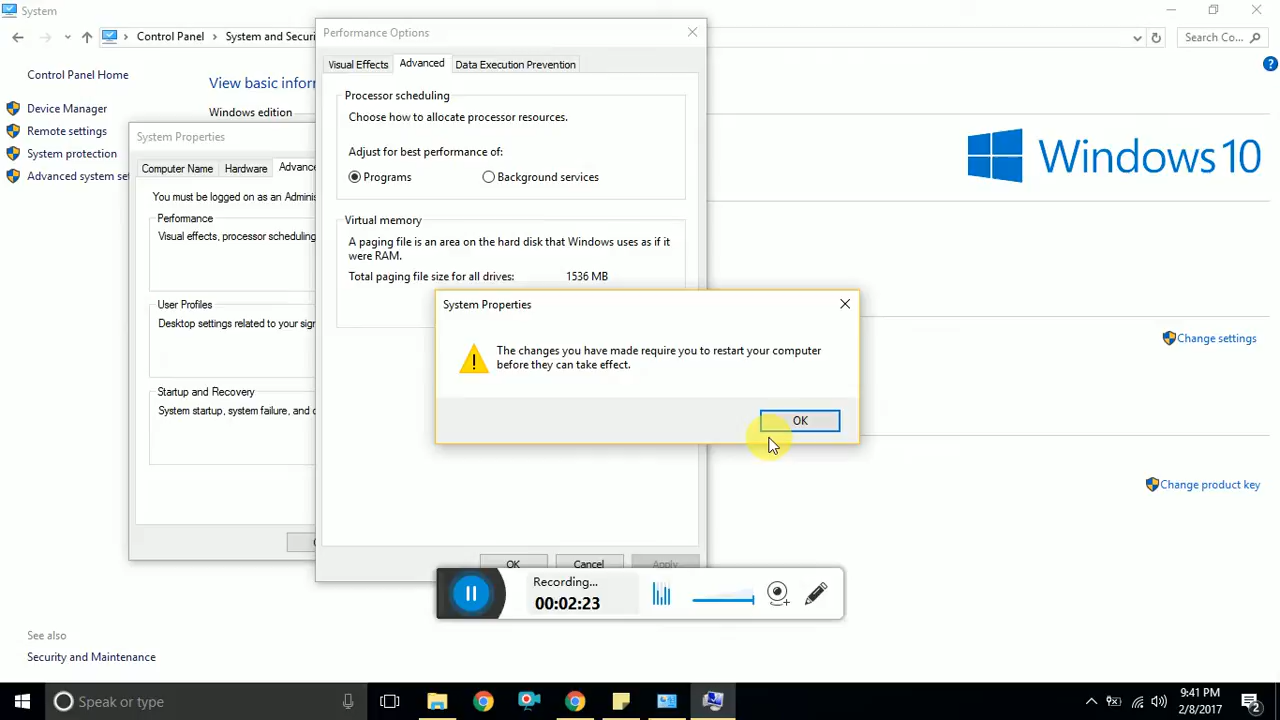 System
Control Panel
System and Securi
Search Co...
Control Panel Home
Device Manager
Remote settings
System protection
Advanced system se
View basic infor
Windows edition
Windows 10
Change settings
Change product key
See also
Security and Maintenance
System Properties
Computer Name
Hardware
Advanc
You must be logged on as an Adminis
Performance
Visual effects, processor scheduling
User Profiles
Desktop settings related to your sign
Startup and Recovery
System startup, system failure, and
Performance Options
Visual Effects
Advanced
Data Execution Prevention
Processor scheduling
Choose how to allocate processor resources.
Adjust for best performance of:
Programs
Background services
Virtual memory
A paging file is an area on the hard disk that Windows uses as if it
were RAM.
Total paging file size for all drives: 1536 MB
OK
Cancel
Apply
System Properties
The changes you have made require you to restart your computer
before they can take effect.
OK
Recording...
00:02:23
Speak or type
9:41 PM
2/8/2017
2